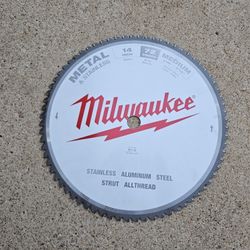 METAL
& STAINLESS
14
72
MEDIUM
Milwaukee
STAINLESS ALUMINUM STEEL
STRUT ALLTHREAD